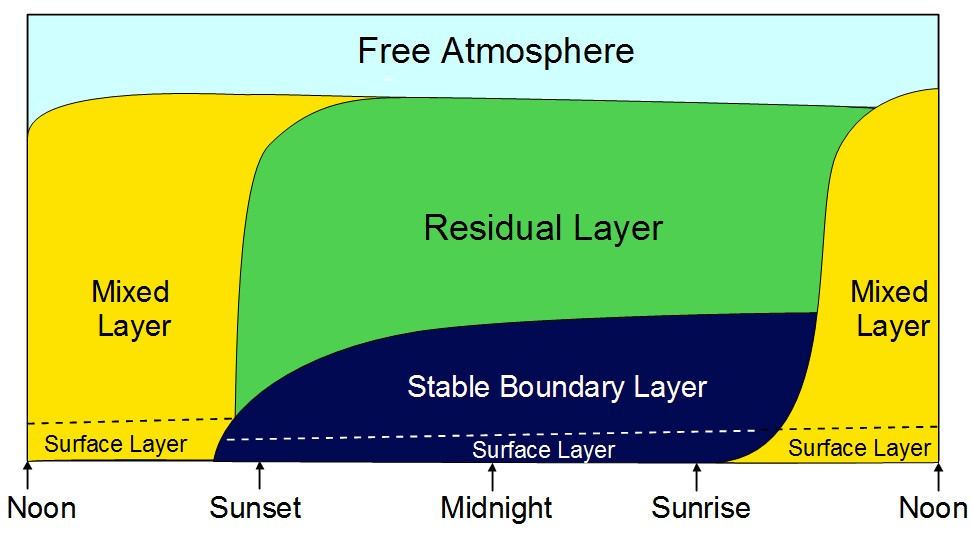 Free Atmosphere
Residual Layer
Mixed
Layer
Mixed
Layer
Stable Boundary Layer
Surface Layer
Surface Layer
Surface Layer
Noon
Sunset
Midnight
Sunrise
Noon